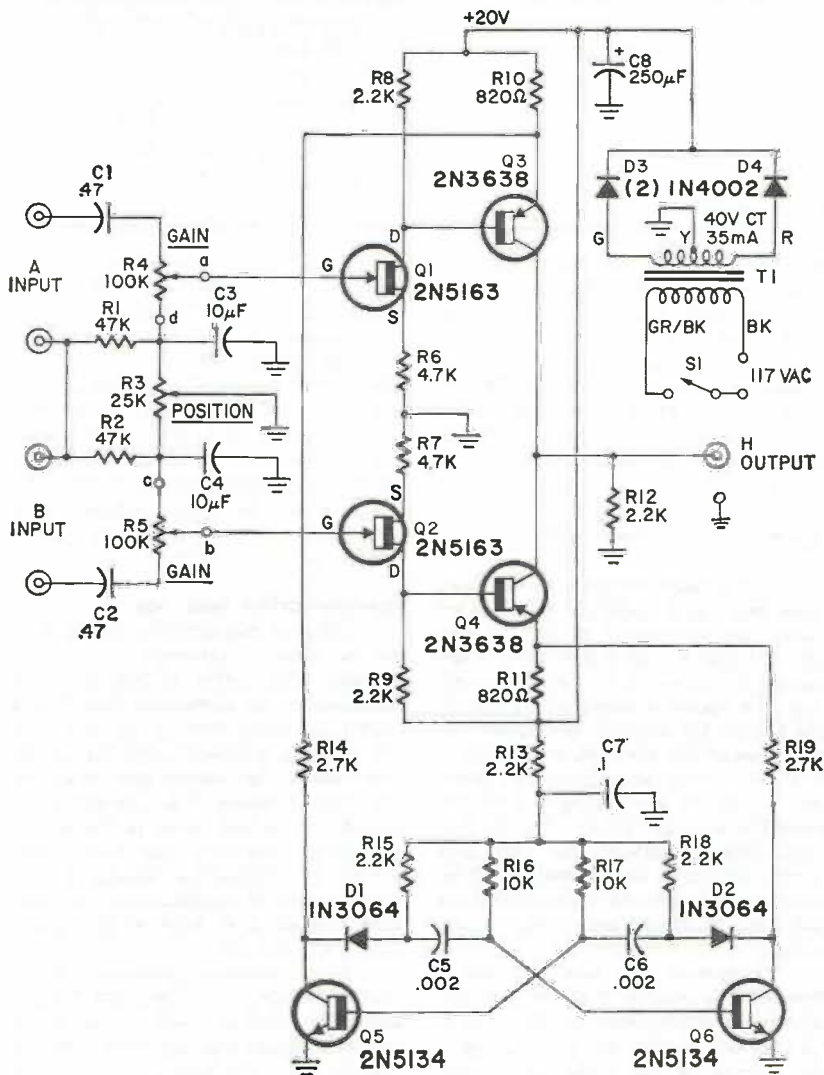 +20V
R8
2.2K
R10
820Ω
+
C8
250µF
D3
D4
(2) 1N4002
40V CT
35mA
G
Y
R
T1
GR/BK
BK
S1
117 VAC
Q3
2N3638
C1
.47
GAIN
a
R4
100K
A
INPUT
d
R1
47K
C3
10µF
R3
25K
POSITION
R2
47K
c
C4
10µF
B
INPUT
R5
100K
b
GAIN
C2
.47
D
G
Q1
2N5163
S
R6
4.7K
R7
4.7K
S
G
Q2
2N5163
D
H
OUTPUT
R12
2.2K
Q4
2N3638
R9
2.2K
R11
820Ω
R14
2.7K
R13
2.2K
C7
.1
R19
2.7K
R15
2.2K
R16
10K
R17
10K
R18
2.2K
D1
1N3064
D2
1N3064
C5
.002
C6
.002
Q5
2N5134
Q6
2N5134